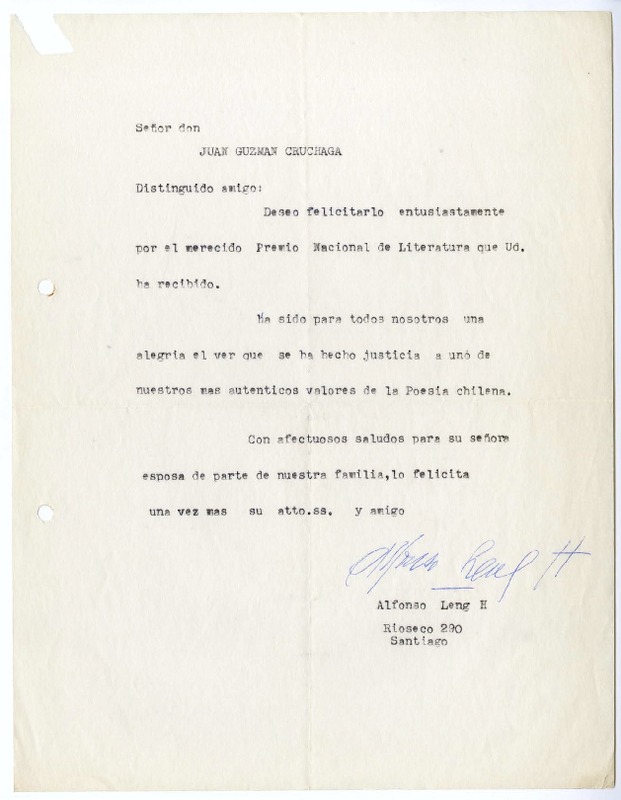 Señor don
JUAN GUZMAN CRUCHAGA
Distinguido amigo:
Deseo felicitarlo entusiastamente
por el merecido Premio Nacional de Literatura que Ud.
ha recibido.
Ha sido para todos nosotros una
alegria el ver que se ha hecho justicia a uno de
nuestros mas autenticos valores de la Poesia chilena.
Con afectuosos saludos para su señora
esposa de parte de nuestra familia,lo felicita
una vez mas su atto.ss. y amigo
Alfonso Leng H
Alfonso Leng H
Rioseco 290
Santiago